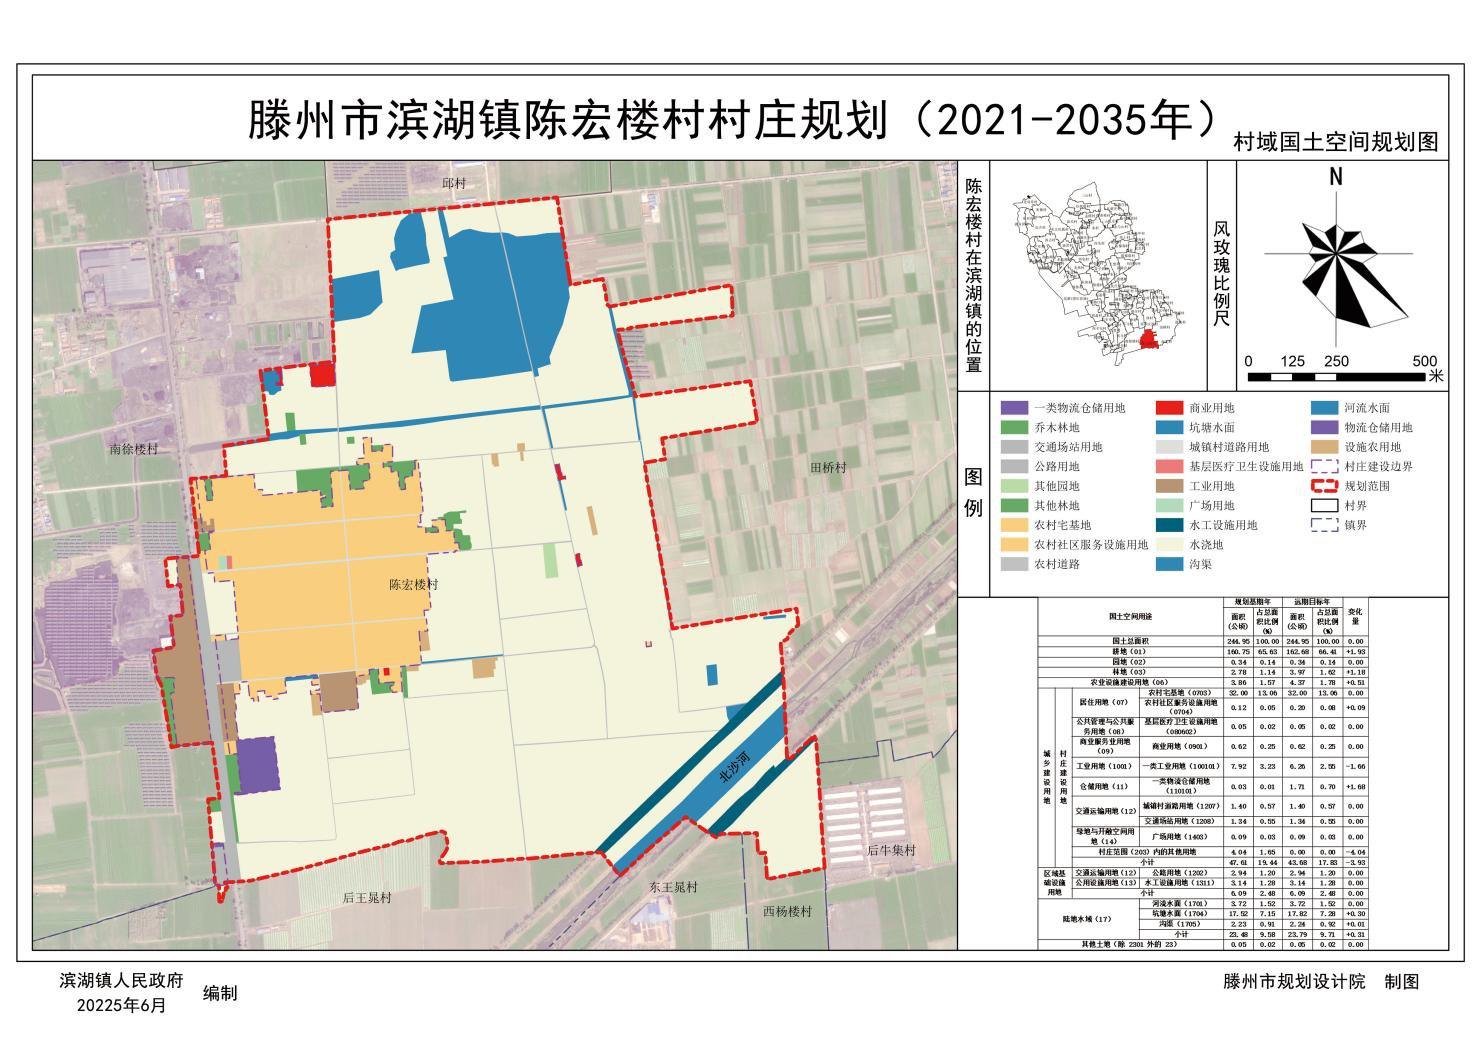 滕州市滨湖镇陈宏楼村村庄规划（2021-2035年）
村域国土空间规划图
邱村
南徐楼村
田桥村
陈宏楼村
北沙河
后王晁村
东王晁村
西杨楼村
后牛集村
陈宏楼村在滨湖镇的位置
风玫瑰比例尺
N
0 125 250 500
米
图例
一类物流仓储用地
乔木林地
交通场站用地
公路用地
其他园地
其他林地
农村宅基地
农村社区服务设施用地
农村道路
商业用地
坑塘水面
城镇村道路用地
基层医疗卫生设施用地
工业用地
广场用地
水工设施用地
水浇地
沟渠
河流水面
物流仓储用地
设施农用地
村庄建设边界
规划范围
村界
镇界
国土空间用途 规划基期年 远期目标年 变化量
面积（公顷） 占总面积比例（%） 面积（公顷） 占总面积比例（%）
国土总面积 244.95 100.00 244.95 100.00 0.00
耕地（01） 160.75 65.63 162.68 66.41 +1.93
园地（02） 0.34 0.14 0.34 0.14 0.00
林地（03） 2.78 1.14 3.97 1.62 +1.18
农业设施建设用地（06） 3.86 1.57 4.37 1.78 +0.51
城乡建设用地 村庄建设用地
居住用地（07） 农村宅基地（0703） 32.00 13.06 32.00 13.06 0.00
农村社区服务设施用地（0704） 0.12 0.05 0.20 0.08 +0.09
公共管理与公共服务用地（08） 基层医疗卫生设施用地（080602） 0.05 0.02 0.05 0.02 0.00
商业服务业用地（09） 商业用地（0901） 0.62 0.25 0.62 0.25 0.00
工业用地（1001） 一类工业用地（100101） 7.92 3.23 6.26 2.55 -1.66
仓储用地（11） 一类物流仓储用地（110101） 0.03 0.01 1.71 0.70 +1.68
交通运输用地（12） 城镇村道路用地（1207） 1.40 0.57 1.40 0.57 0.00
交通场站用地（1208） 1.34 0.55 1.34 0.55 0.00
绿地与开敞空间用地（14） 广场用地（1403） 0.09 0.03 0.09 0.03 0.00
村庄范围（203）内的其他用地 4.04 1.65 0.00 0.00 -4.04
小计 47.61 19.44 43.68 17.83 -3.93
区域基础设施用地 交通运输用地（12） 公路用地（1202） 2.94 1.20 2.94 1.20 0.00
公用设施用地（13） 水工设施用地（1311） 3.14 1.28 3.14 1.28 0.00
小计 6.09 2.48 6.09 2.48 0.00
陆地水域（17） 河流水面（1701） 3.72 1.52 3.72 1.52 0.00
坑塘水面（1704） 17.52 7.15 17.82 7.28 +0.30
沟渠（1705） 2.23 0.91 2.24 0.92 +0.01
小计 23.48 9.58 23.79 9.71 +0.31
其他土地（除 2301 外的 23） 0.05 0.02 0.05 0.02 0.00
滨湖镇人民政府
20225年6月
编制
滕州市规划设计院 制图